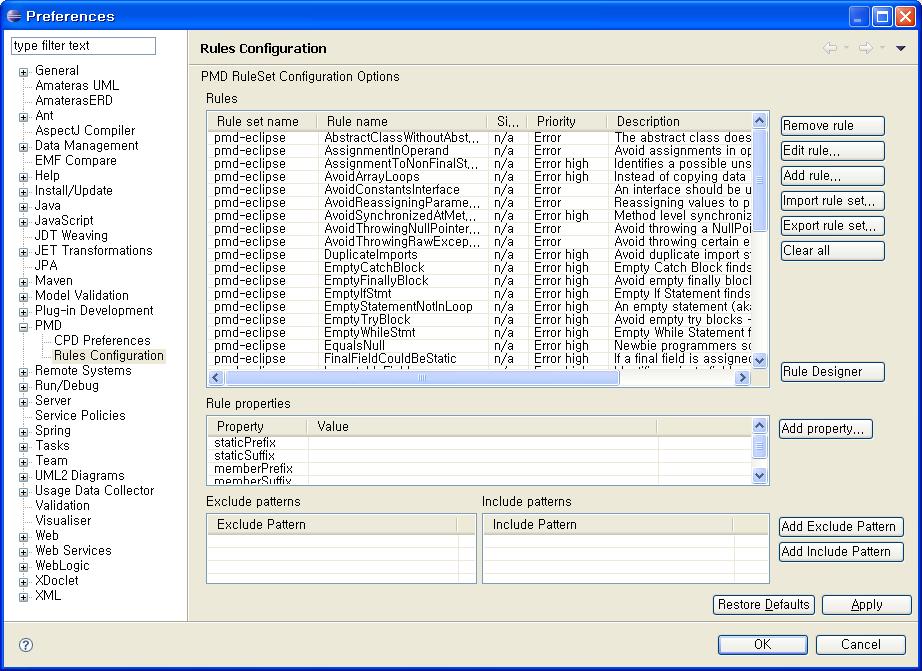 Preferences
type filter text
General
Amateras UML
AmaterasERD
Ant
AspectJ Compiler
Data Management
EMF Compare
Help
Install/Update
Java
JavaScript
JDT Weaving
JET Transformations
JPA
Maven
Model Validation
Plug-in Development
PMD
CPD Preferences
Rules Configuration
Remote Systems
Run/Debug
Server
Service Policies
Spring
Tasks
Team
UML2 Diagrams
Usage Data Collector
Validation
Visualiser
Web
Web Services
WebLogic
XDoclet
XML
Rules Configuration
PMD RuleSet Configuration Options
Rules
Rule set name Rule name Si... Priority Description
pmd-eclipse AbstractClassWithoutAbst... n/a Error The abstract class does
pmd-eclipse AssignmentInOperand n/a Error Avoid assignments in op
pmd-eclipse AssignmentToNonFinalSt... n/a Error high Identifies a possible uns
pmd-eclipse AvoidArrayLoops n/a Error high Instead of copying data
pmd-eclipse AvoidConstantsInterface n/a Error An interface should be u
pmd-eclipse AvoidReassigningParame... n/a Error Reassigning values to p
pmd-eclipse AvoidSynchronizedAtMet... n/a Error high Method level synchroniz
pmd-eclipse AvoidThrowingNullPointer... n/a Error Avoid throwing a NullPoi
pmd-eclipse AvoidThrowingRawExcep... n/a Error Avoid throwing certain e
pmd-eclipse DuplicateImports n/a Error high Avoid duplicate import s
pmd-eclipse EmptyCatchBlock n/a Error high Empty Catch Block finds
pmd-eclipse EmptyFinallyBlock n/a Error high Avoid empty finally block
pmd-eclipse EmptyIfStmt n/a Error high Empty If Statement finds
pmd-eclipse EmptyStatementNotInLoop n/a Error high An empty statement (aka
pmd-eclipse EmptyTryBlock n/a Error high Avoid empty try blocks -
pmd-eclipse EmptyWhileStmt n/a Error high Empty While Statement f
pmd-eclipse EqualsNull n/a Error high Newbie programmers so
pmd-eclipse FinalFieldCouldBeStatic n/a Error high If a final field is assigned
Remove rule
Edit rule...
Add rule...
Import rule set...
Export rule set...
Clear all
Rule Designer
Rule properties
Property Value
staticPrefix
staticSuffix
memberPrefix
memberSuffix
Add property...
Exclude patterns Include patterns
Exclude Pattern Include Pattern
Add Exclude Pattern
Add Include Pattern
Restore Defaults Apply
OK Cancel